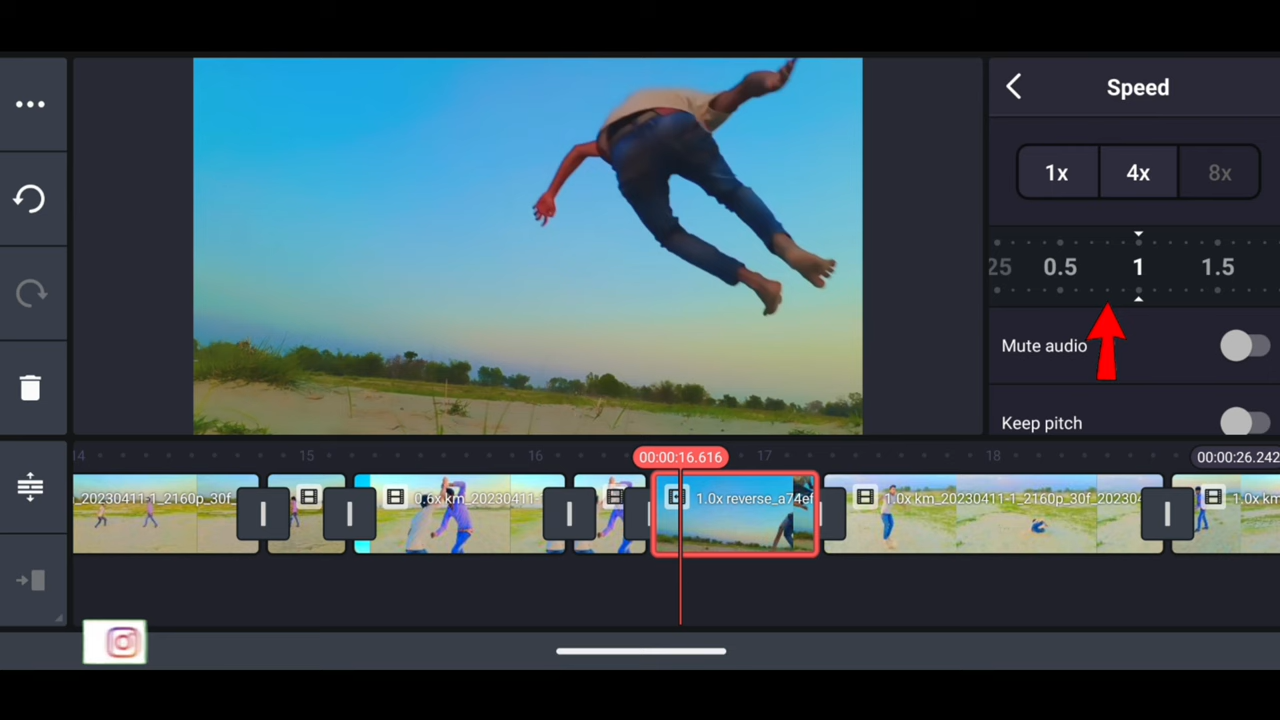 Speed
1x 4x 8x
25 0.5 1 1.5
Mute audio
Keep pitch
14 15 16 00:00:16.616 17 18 00:00:26.242
_20230411-1_2160p_30f_ 0.6x km_20230411- 1.0x reverse_a74ef 1.0x km_20230411-1_2160p_30f_20230 1.0x km